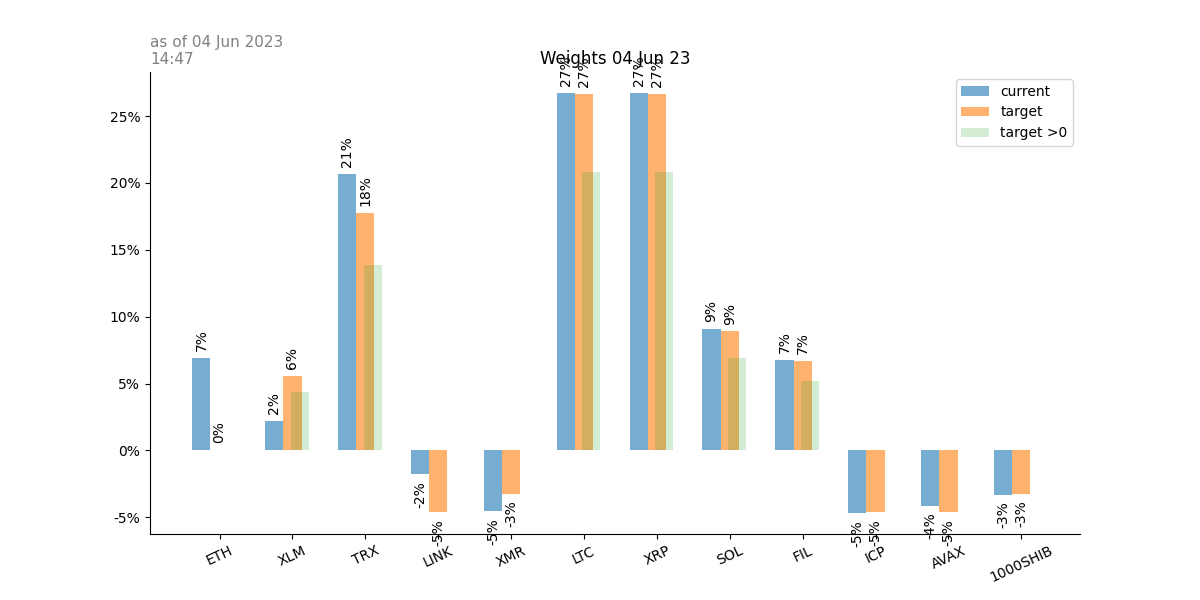 as of 04 Jun 2023
14:47
Weights 04 Jun 23
current
target
target >0
25%
20%
15%
10%
5%
0%
-5%
7%
0%
2%
6%
21%
18%
-2%
-5%
-5%
-3%
27%
27%
27%
27%
9%
9%
7%
7%
-5%
-5%
-4%
-5%
-3%
-3%
ETH
XLM
TRX
LINK
XMR
LTC
XRP
SOL
FIL
ICP
AVAX
1000SHIB